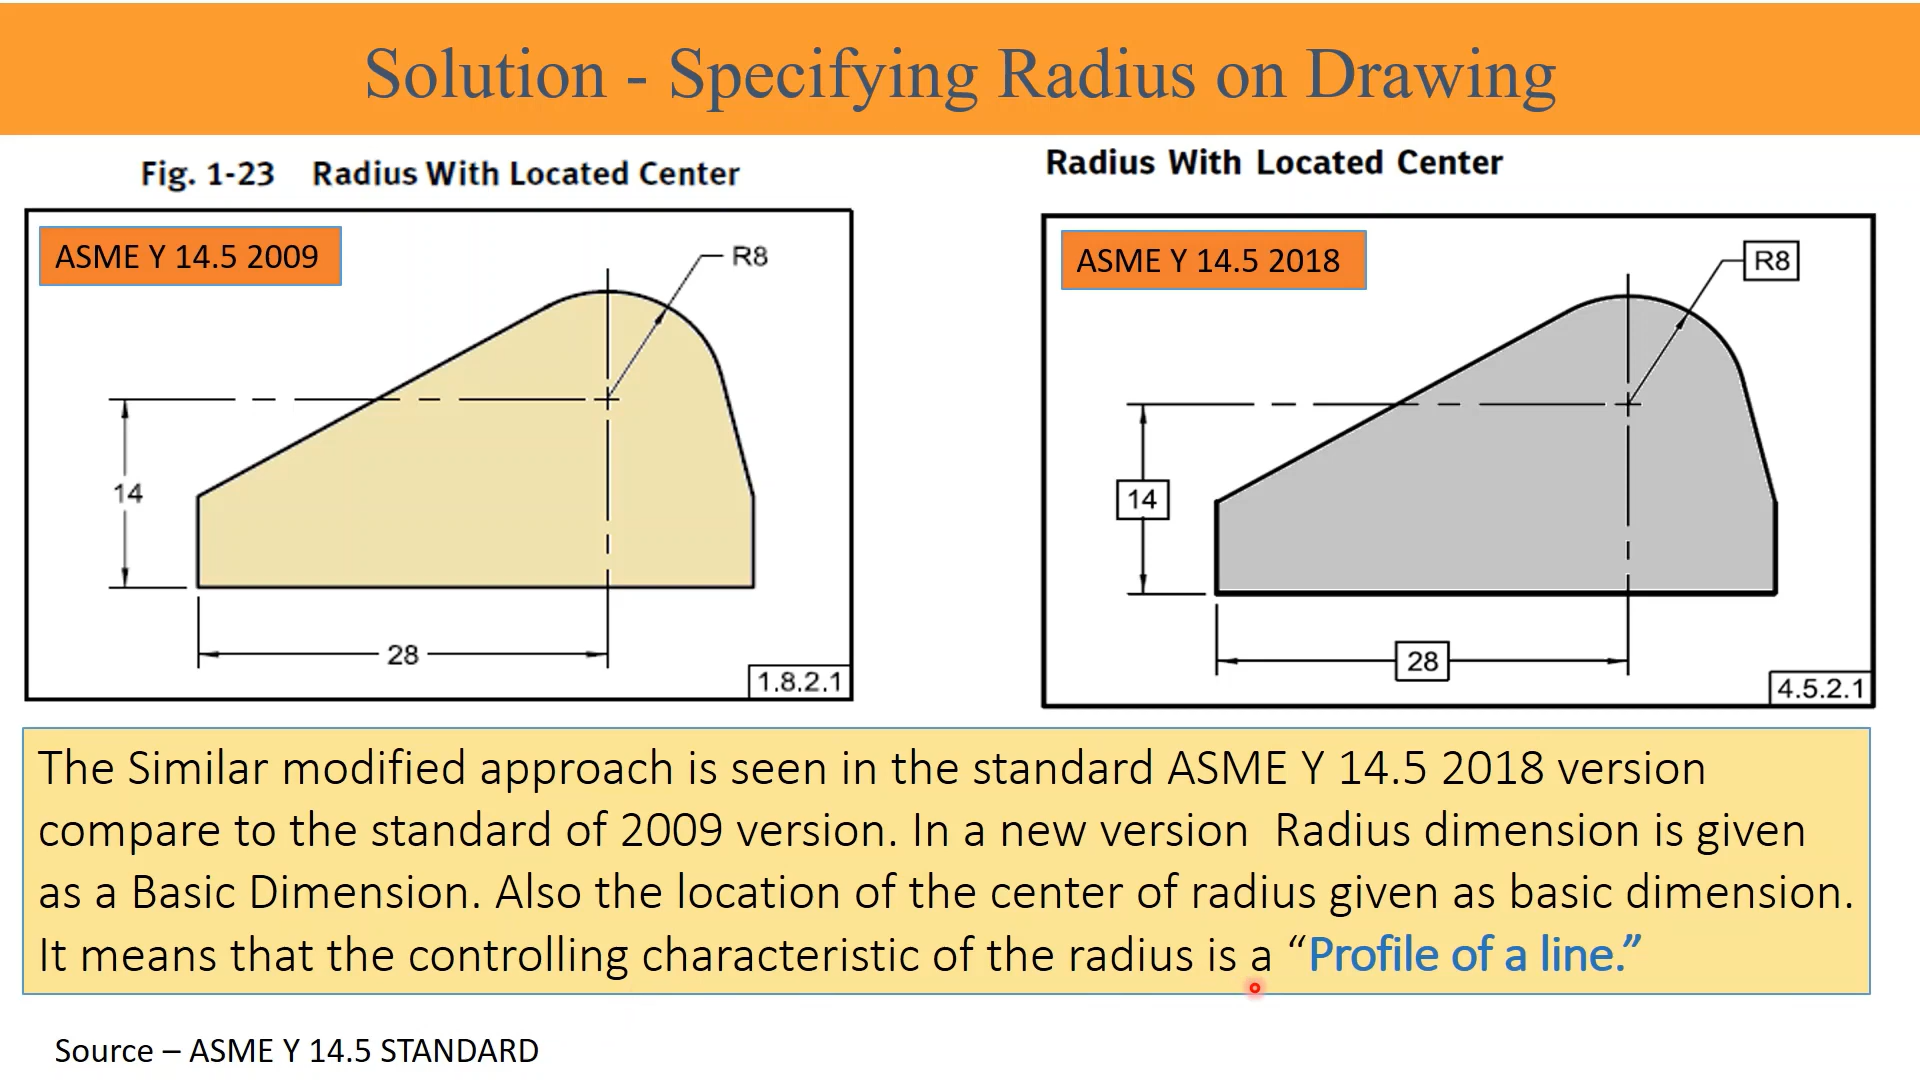 Solution - Specifying Radius on Drawing
Fig. 1-23 Radius With Located Center
ASME Y 14.5 2009
R8
14
28
1.8.2.1
Radius With Located Center
ASME Y 14.5 2018
R8
14
28
4.5.2.1
The Similar modified approach is seen in the standard ASME Y 14.5 2018 version
compare to the standard of 2009 version. In a new version Radius dimension is given
as a Basic Dimension. Also the location of the center of radius given as basic dimension.
It means that the controlling characteristic of the radius is a “Profile of a line.”
Source – ASME Y 14.5 STANDARD